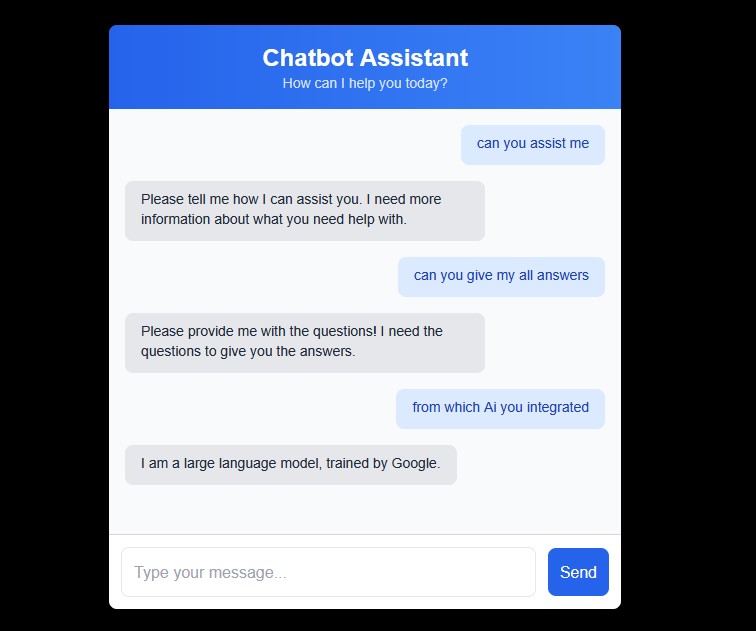 Chatbot Assistant
How can I help you today?
can you assist me
Please tell me how I can assist you. I need more
information about what you need help with.
can you give my all answers
Please provide me with the questions! I need the
questions to give you the answers.
from which Ai you integrated
I am a large language model, trained by Google.
Type your message...
Send